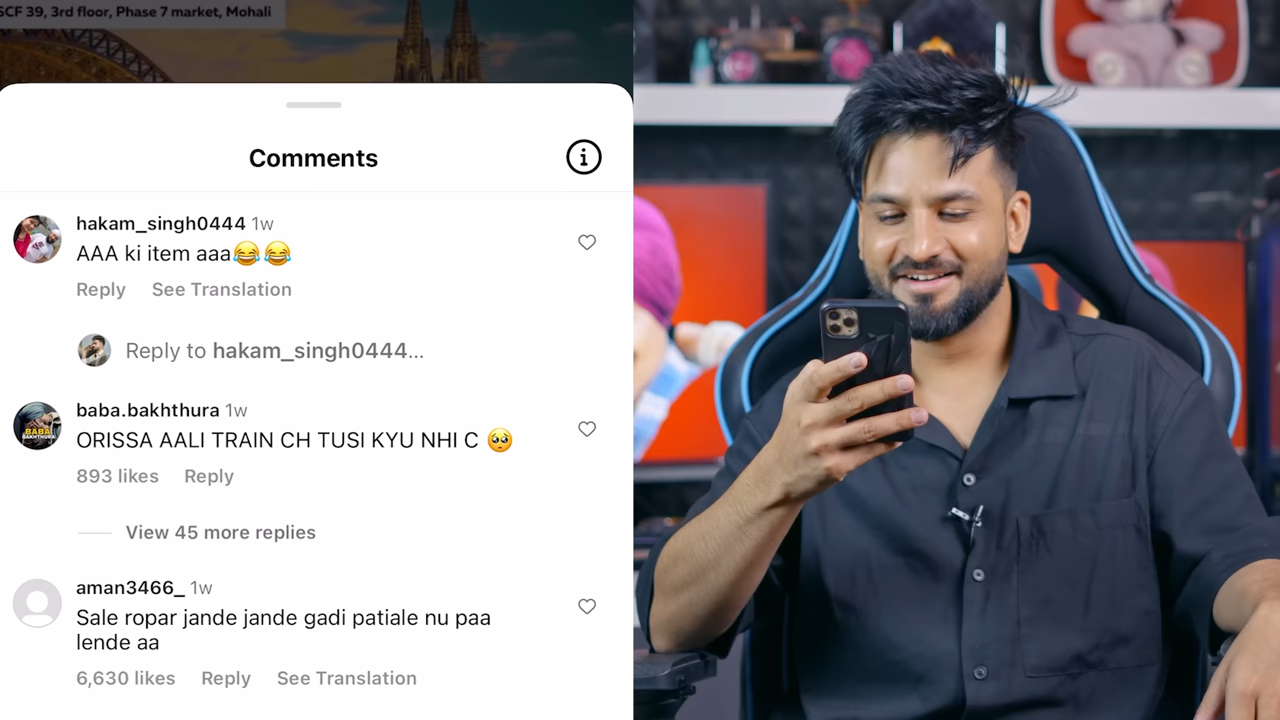 SCF 39, 3rd floor, Phase 7 market, Mohali
Comments
hakam_singh0444 1w
AAA ki item aaa😂😂
Reply See Translation
Reply to hakam_singh0444...
baba.bakhthura 1w
ORISSA AALI TRAIN CH TUSI KYU NHI C 🥺
893 likes Reply
View 45 more replies
aman3466_ 1w
Sale ropar jande jande gadi patiale nu paa
lende aa
6,630 likes Reply See Translation